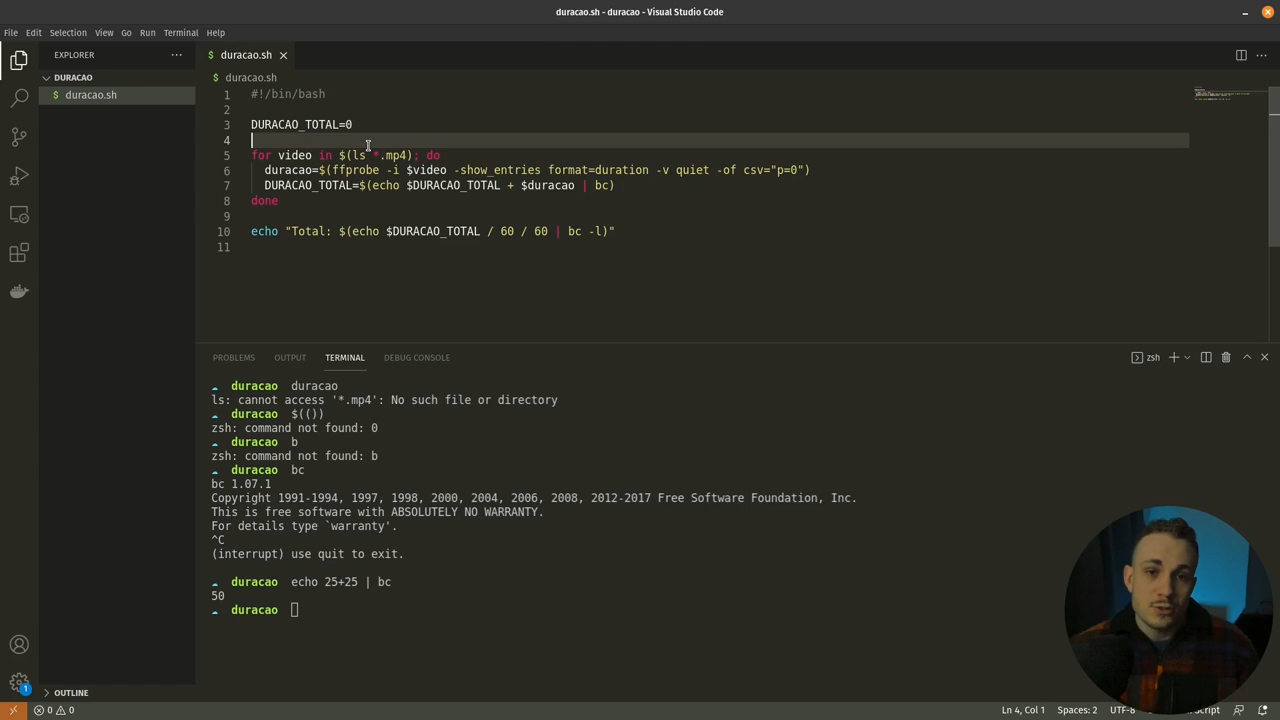 duracao.sh - duracao - Visual Studio Code
File Edit Selection View Go Run Terminal Help
EXPLORER
duracao.sh
DURACAO
duracao.sh
duracao.sh
1 #!/bin/bash
2
3 DURACAO_TOTAL=0
4
5 for video in $(ls *.mp4); do
6 duracao=$(ffprobe -i $video -show_entries format=duration -v quiet -of csv="p=0")
7 DURACAO_TOTAL=$(echo $DURACAO_TOTAL + $duracao | bc)
8 done
9
10 echo "Total: $(echo $DURACAO_TOTAL / 60 / 60 | bc -l)"
11
PROBLEMS OUTPUT TERMINAL DEBUG CONSOLE
zsh
duracao duracao
ls: cannot access '*.mp4': No such file or directory
duracao $(())
zsh: command not found: 0
duracao b
zsh: command not found: b
duracao bc
bc 1.07.1
Copyright 1991-1994, 1997, 1998, 2000, 2004, 2006, 2008, 2012-2017 Free Software Foundation, Inc.
This is free software with ABSOLUTELY NO WARRANTY.
For details type `warranty'.
^C
(interrupt) use quit to exit.
duracao echo 25+25 | bc
50
duracao
1
OUTLINE
0 0
Ln 4, Col 1 Spaces: 2 UTF-8